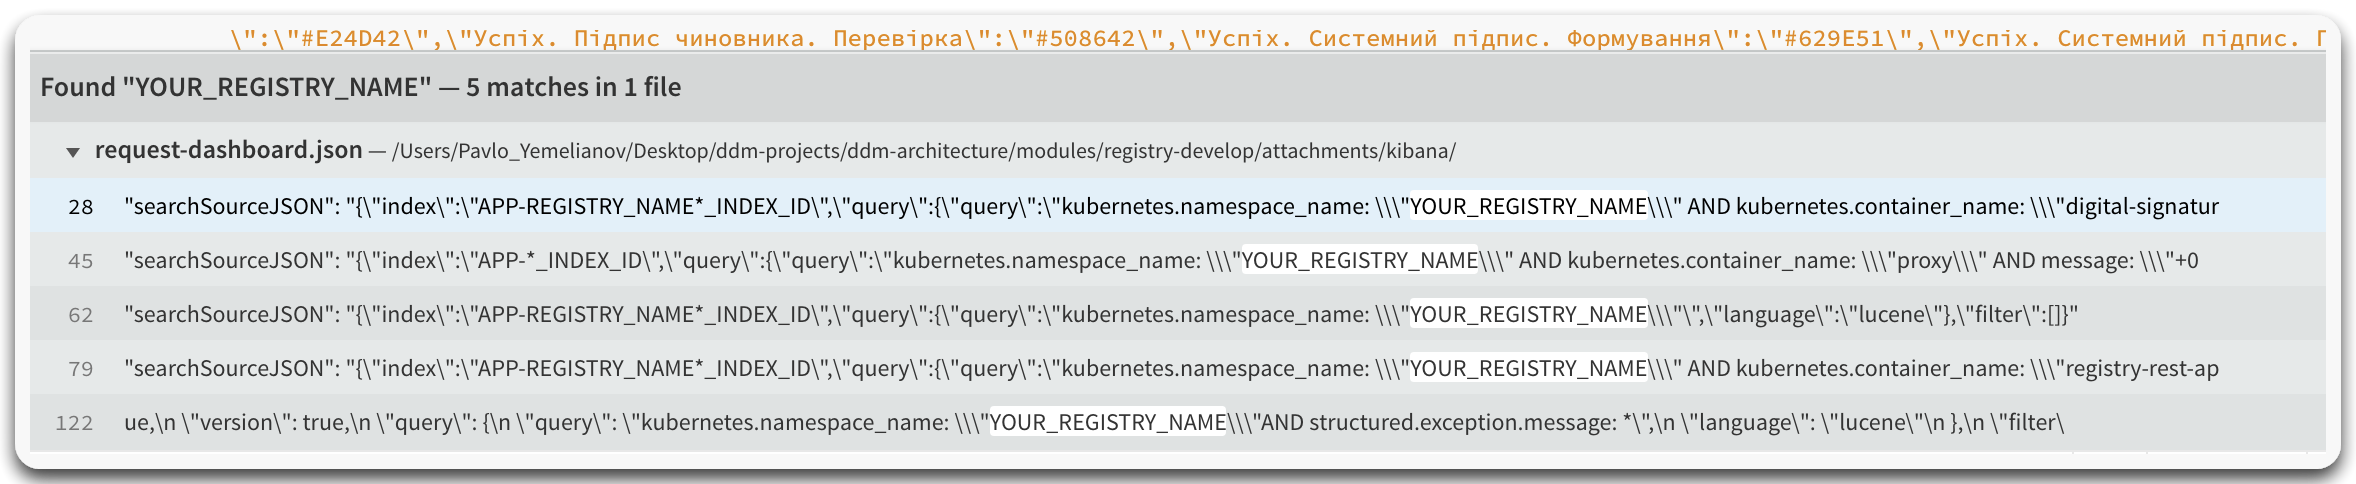 \":\"#E24D42\",\"Успіх. Підпис чиновника. Перевірка\":\"#508642\",\"Успіх. Системний підпис. Формування\":\"#629E51\",\"Успіх. Системний підпис. П
Found "YOUR_REGISTRY_NAME" — 5 matches in 1 file
request-dashboard.json — /Users/Pavlo_Yemelianov/Desktop/ddm-projects/ddm-architecture/modules/registry-develop/attachments/kibana/
28 "searchSourceJSON": "{\"index\":\"APP-REGISTRY_NAME*_INDEX_ID\",\"query\":{\"query\":\"kubernetes.namespace_name: \\\"YOUR_REGISTRY_NAME\\\" AND kubernetes.container_name: \\\"digital-signatur
45 "searchSourceJSON": "{\"index\":\"APP-*_INDEX_ID\",\"query\":{\"query\":\"kubernetes.namespace_name: \\\"YOUR_REGISTRY_NAME\\\" AND kubernetes.container_name: \\\"proxy\\\" AND message: \\\"+0
62 "searchSourceJSON": "{\"index\":\"APP-REGISTRY_NAME*_INDEX_ID\",\"query\":{\"query\":\"kubernetes.namespace_name: \\\"YOUR_REGISTRY_NAME\\\"\",\"language\":\"lucene\"},\"filter\":[]}"
79 "searchSourceJSON": "{\"index\":\"APP-REGISTRY_NAME*_INDEX_ID\",\"query\":{\"query\":\"kubernetes.namespace_name: \\\"YOUR_REGISTRY_NAME\\\" AND kubernetes.container_name: \\\"registry-rest-ap
122 ue,\n \"version\": true,\n \"query\": {\n \"query\": \"kubernetes.namespace_name: \\\"YOUR_REGISTRY_NAME\\\"AND structured.exception.message: *\",\n \"language\": \"lucene\"\n },\n \"filter\